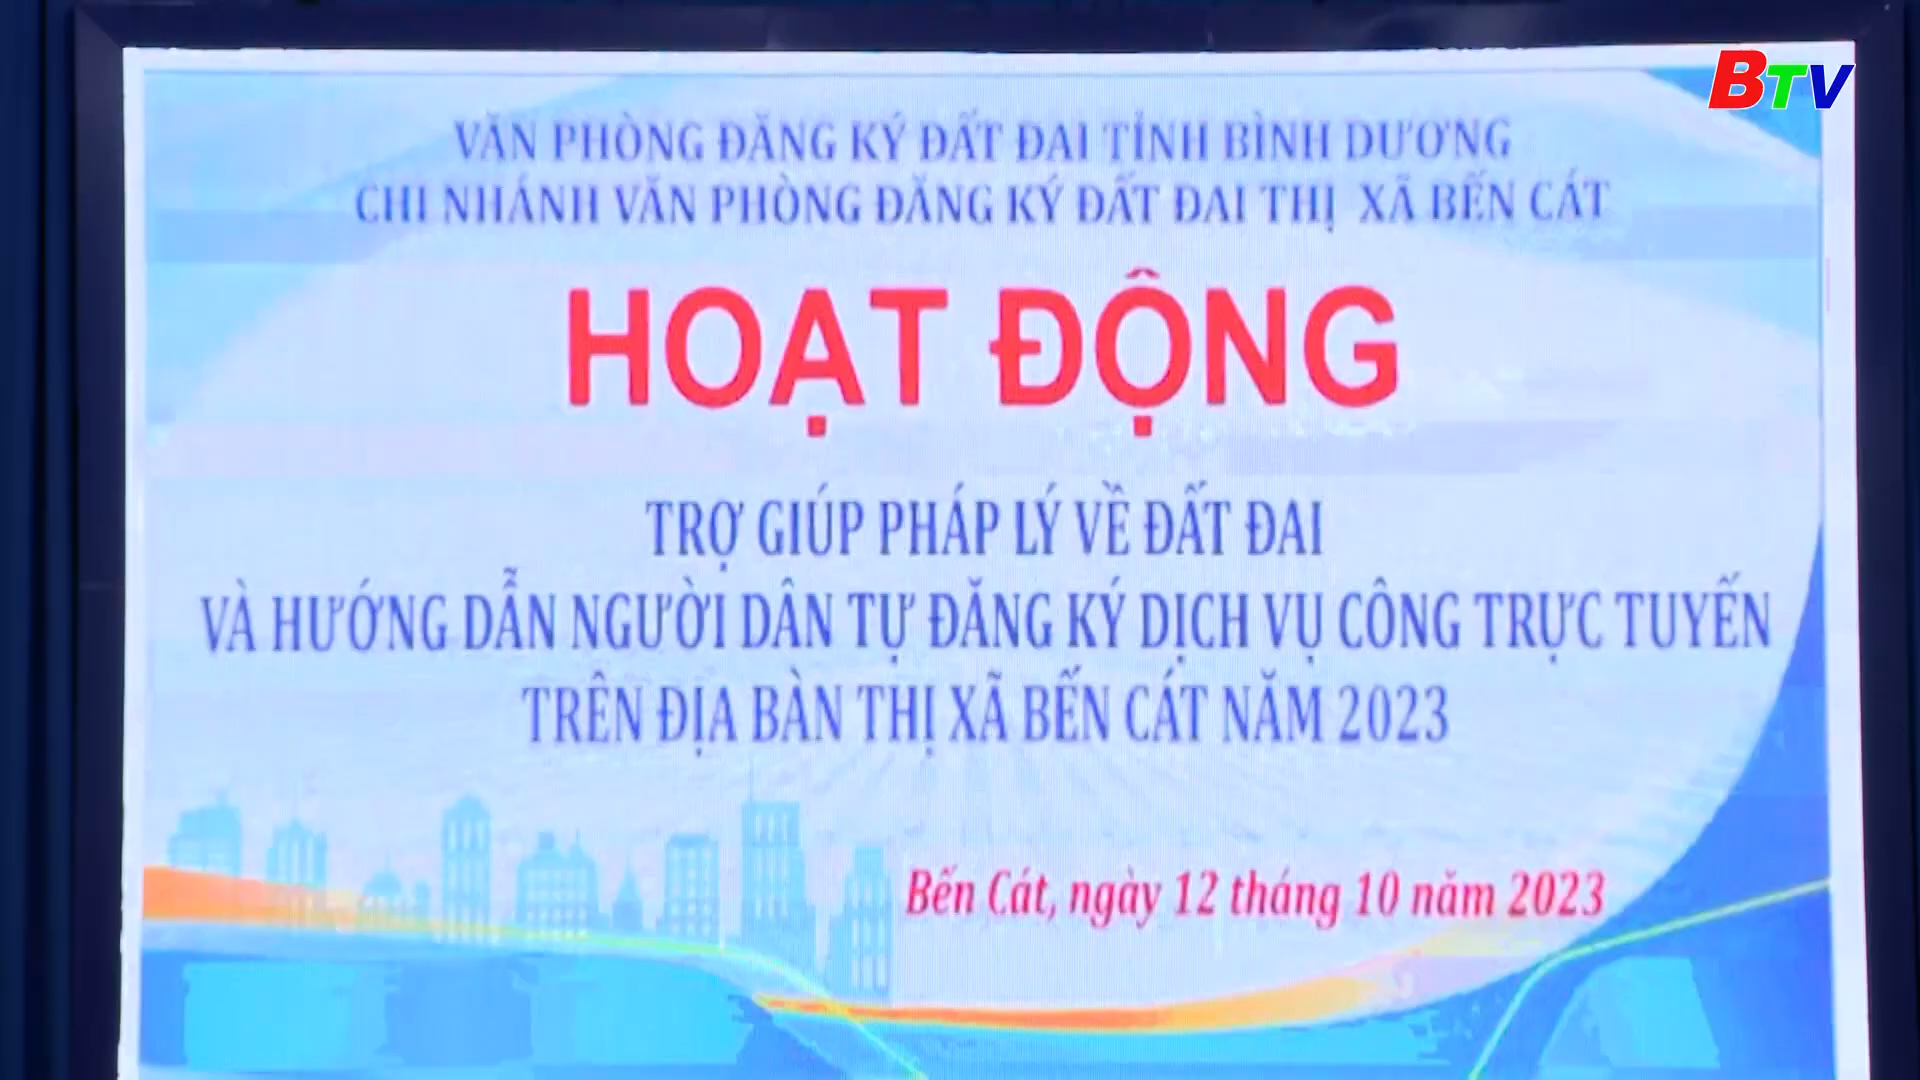 BTV
VĂN PHÒNG ĐĂNG KÝ ĐẤT ĐAI TỈNH BÌNH DƯƠNG
CHI NHÁNH VĂN PHÒNG ĐĂNG KÝ ĐẤT ĐAI THỊ XÃ BẾN CÁT
HOẠT ĐỘNG
TRỢ GIÚP PHÁP LÝ VỀ ĐẤT ĐAI
VÀ HƯỚNG DẪN NGƯỜI DÂN TỰ ĐĂNG KÝ DỊCH VỤ CÔNG TRỰC TUYẾN
TRÊN ĐỊA BÀN THỊ XÃ BẾN CÁT NĂM 2023
Bến Cát, ngày 12 tháng 10 năm 2023